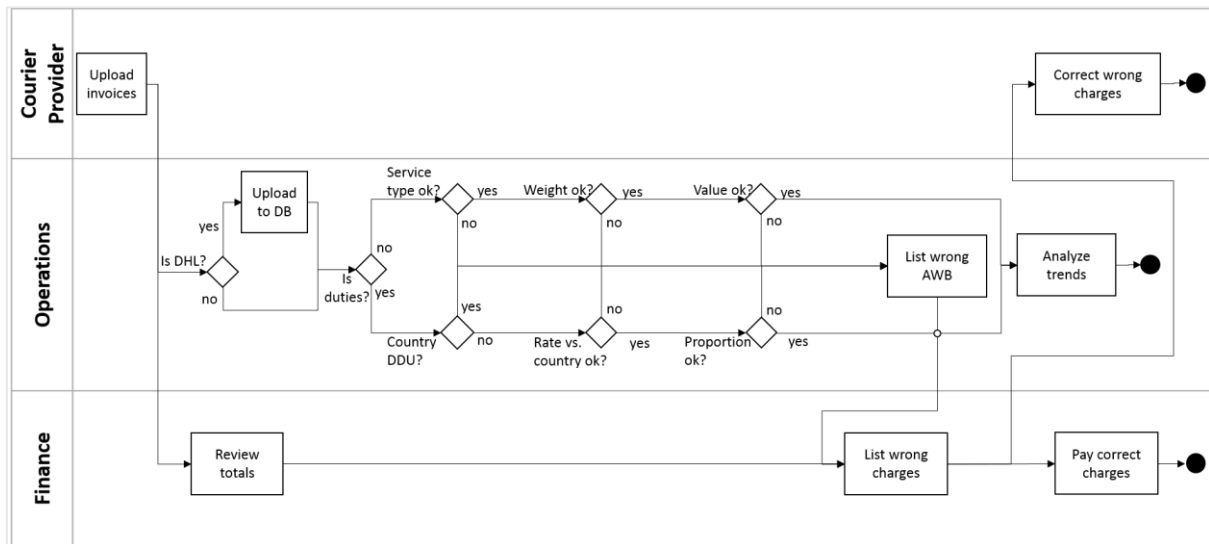 Courier
Provider
Upload
invoices
Correct wrong
charges
Operations
Is DHL?
yes
no
Upload
to DB
Is
duties?
no
yes
Service
type ok?
yes
no
Weight ok?
yes
no
Value ok?
yes
no
Country
DDU?
yes
no
Rate vs.
country ok?
no
yes
Proportion
ok?
no
yes
List wrong
AWB
Analyze
trends
Finance
Review
totals
List wrong
charges
Pay correct
charges